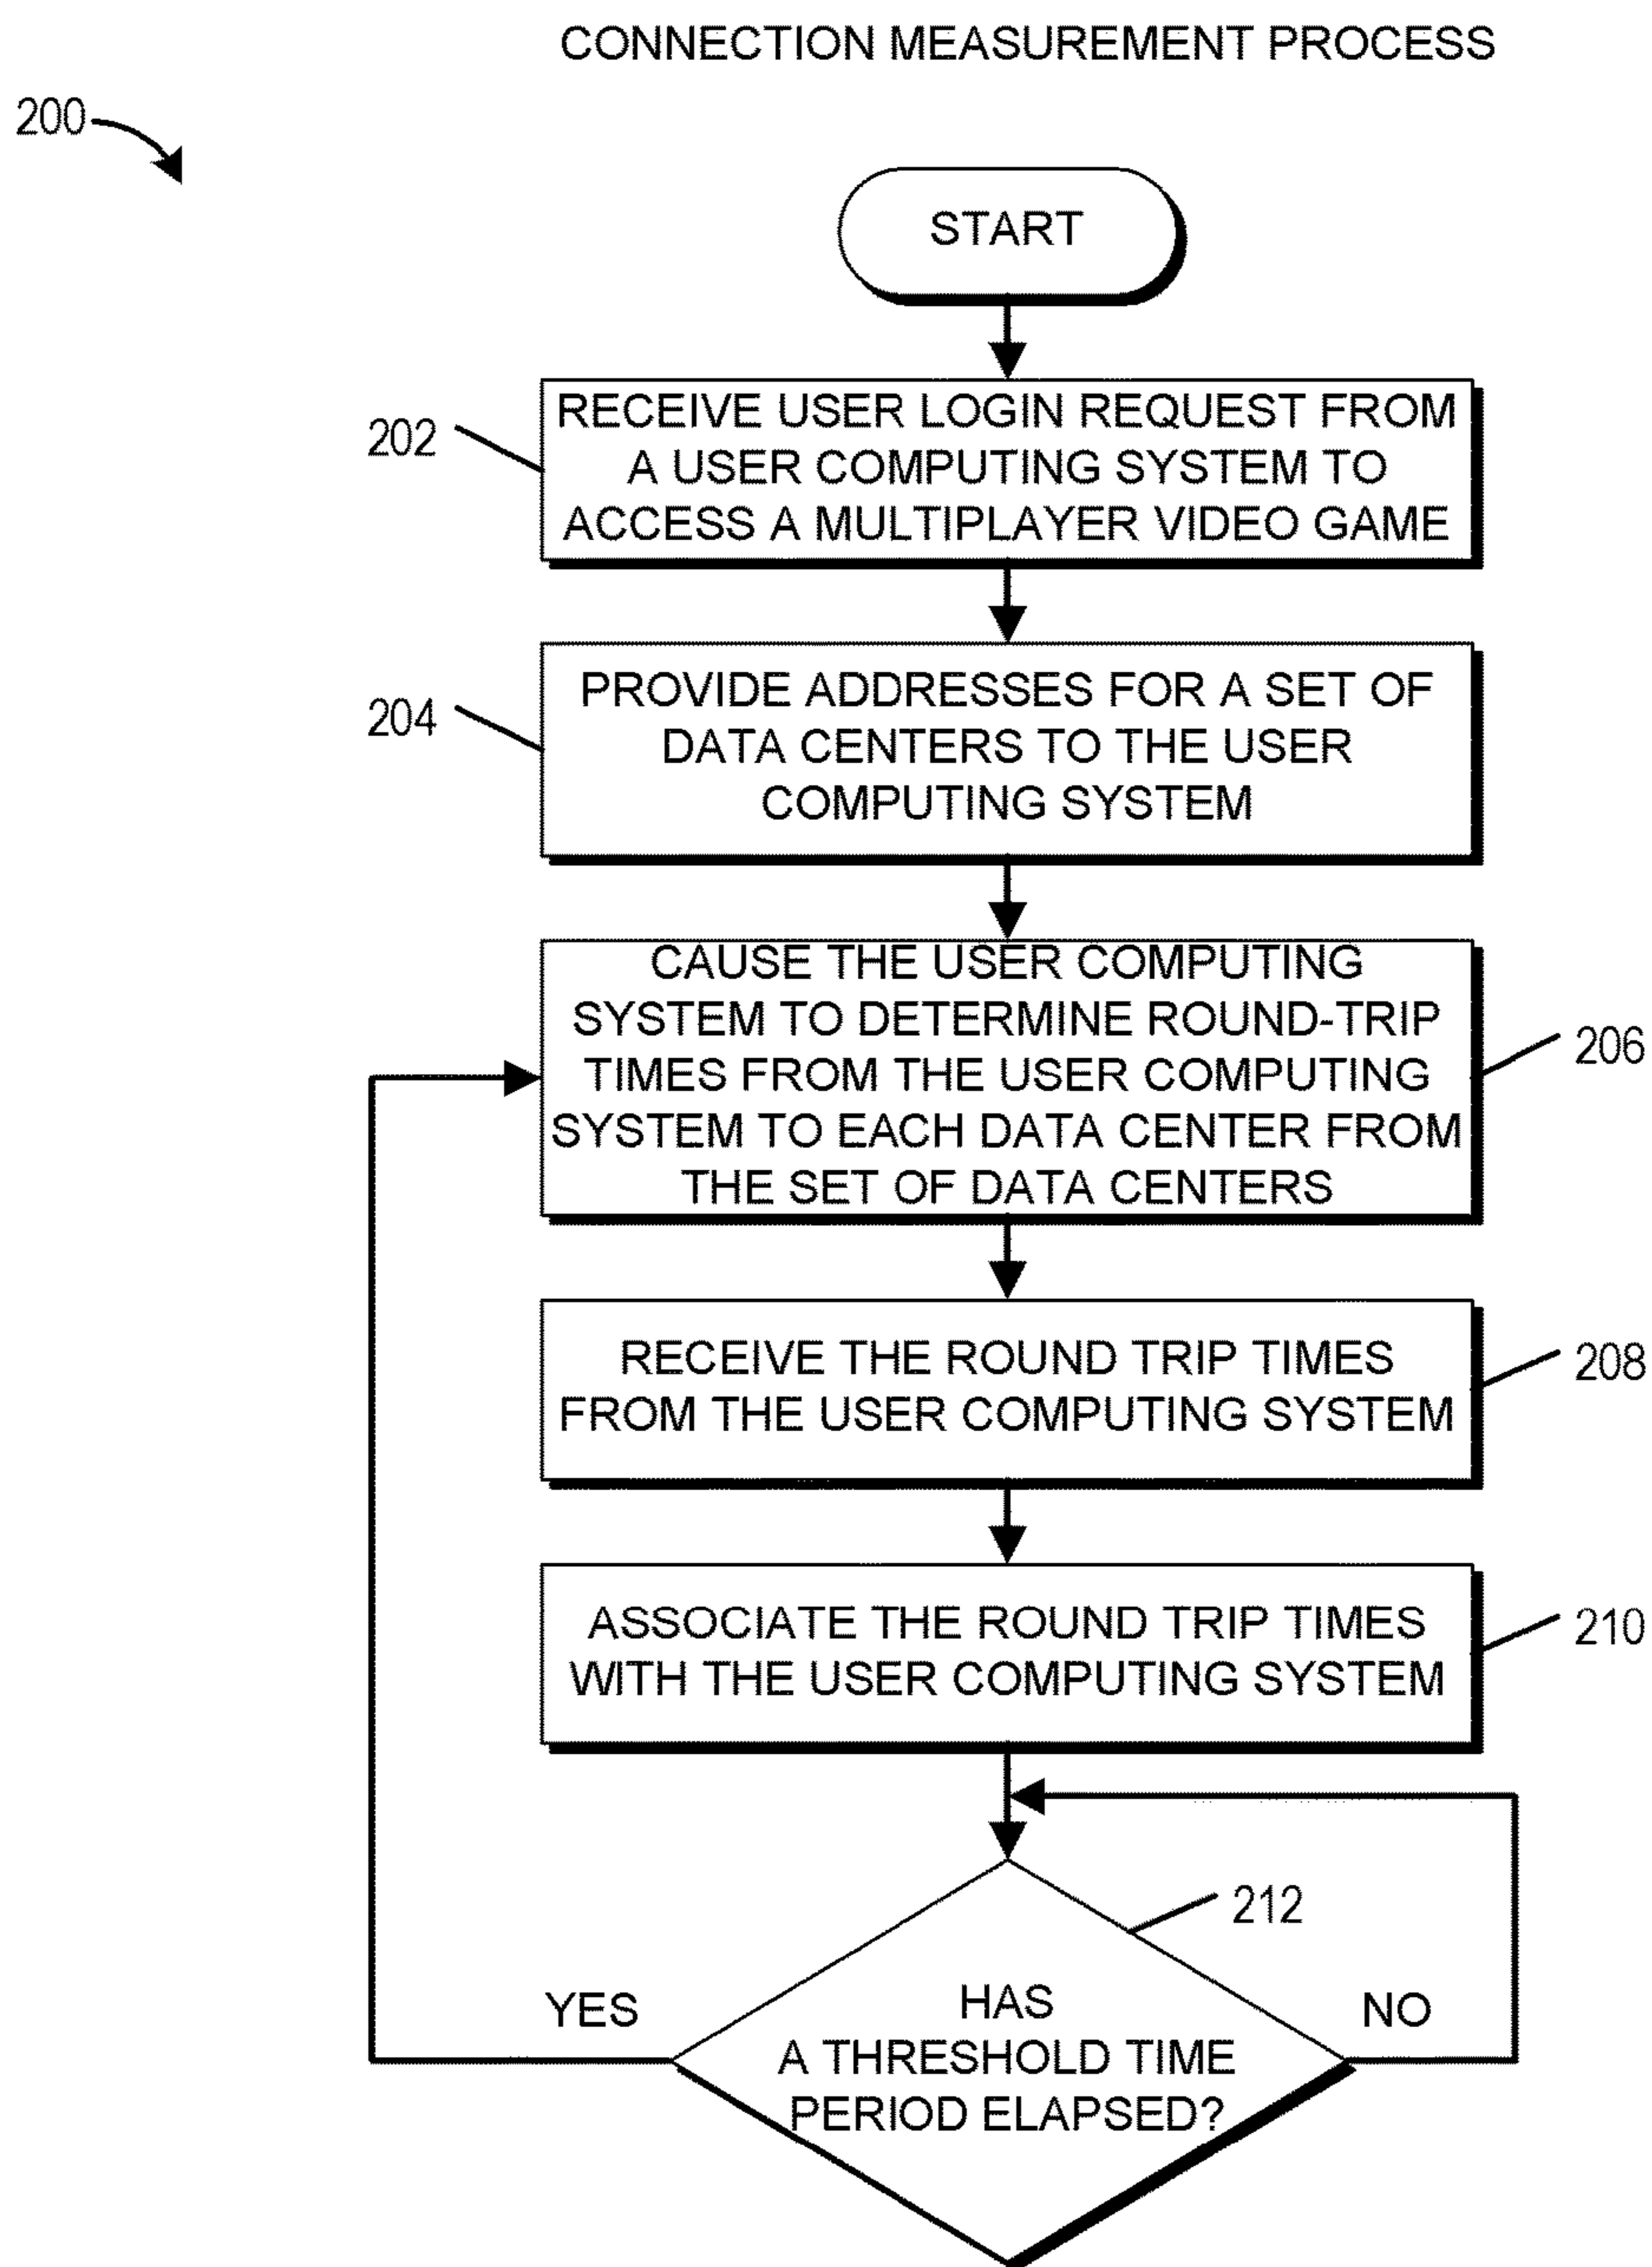 CONNECTION MEASUREMENT PROCESS
200
START
202
RECEIVE USER LOGIN REQUEST FROM
A USER COMPUTING SYSTEM TO
ACCESS A MULTIPLAYER VIDEO GAME
204
PROVIDE ADDRESSES FOR A SET OF
DATA CENTERS TO THE USER
COMPUTING SYSTEM
CAUSE THE USER COMPUTING
SYSTEM TO DETERMINE ROUND-TRIP
TIMES FROM THE USER COMPUTING
SYSTEM TO EACH DATA CENTER FROM
THE SET OF DATA CENTERS
206
RECEIVE THE ROUND TRIP TIMES
FROM THE USER COMPUTING SYSTEM
208
ASSOCIATE THE ROUND TRIP TIMES
WITH THE USER COMPUTING SYSTEM
210
212
YES
HAS
A THRESHOLD TIME
PERIOD ELAPSED?
NO